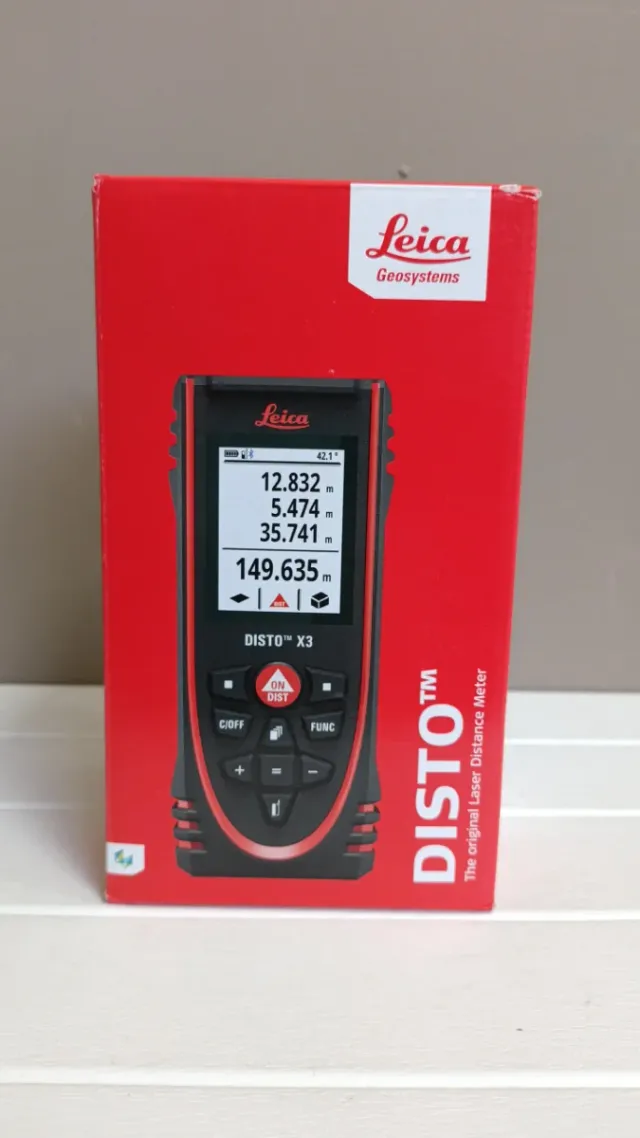 Leica
Geosystems
Leica
42.1°
12.832 m
5.474 m
35.741 m
149.635 m
DIST
DISTO™ X3
ON
DIST
C/OFF
FUNC
+ = −
DISTO™
The original Laser Distance Meter